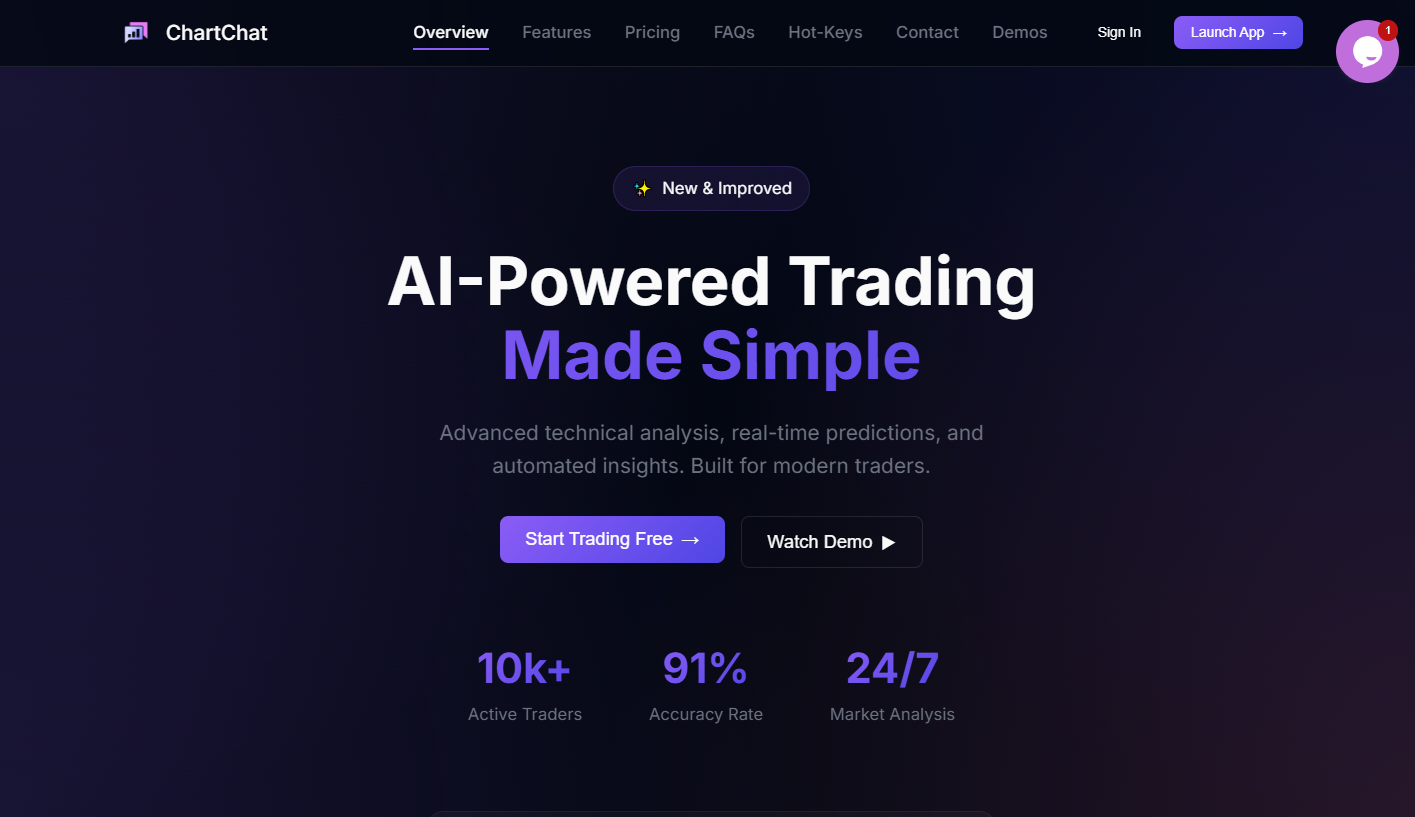 ChartChat
Overview Features Pricing FAQs Hot-Keys Contact Demos Sign In Launch App →
1
✨ New & Improved
AI-Powered Trading
Made Simple
Advanced technical analysis, real-time predictions, and
automated insights. Built for modern traders.
Start Trading Free → Watch Demo ▶
10k+ 91% 24/7
Active Traders Accuracy Rate Market Analysis